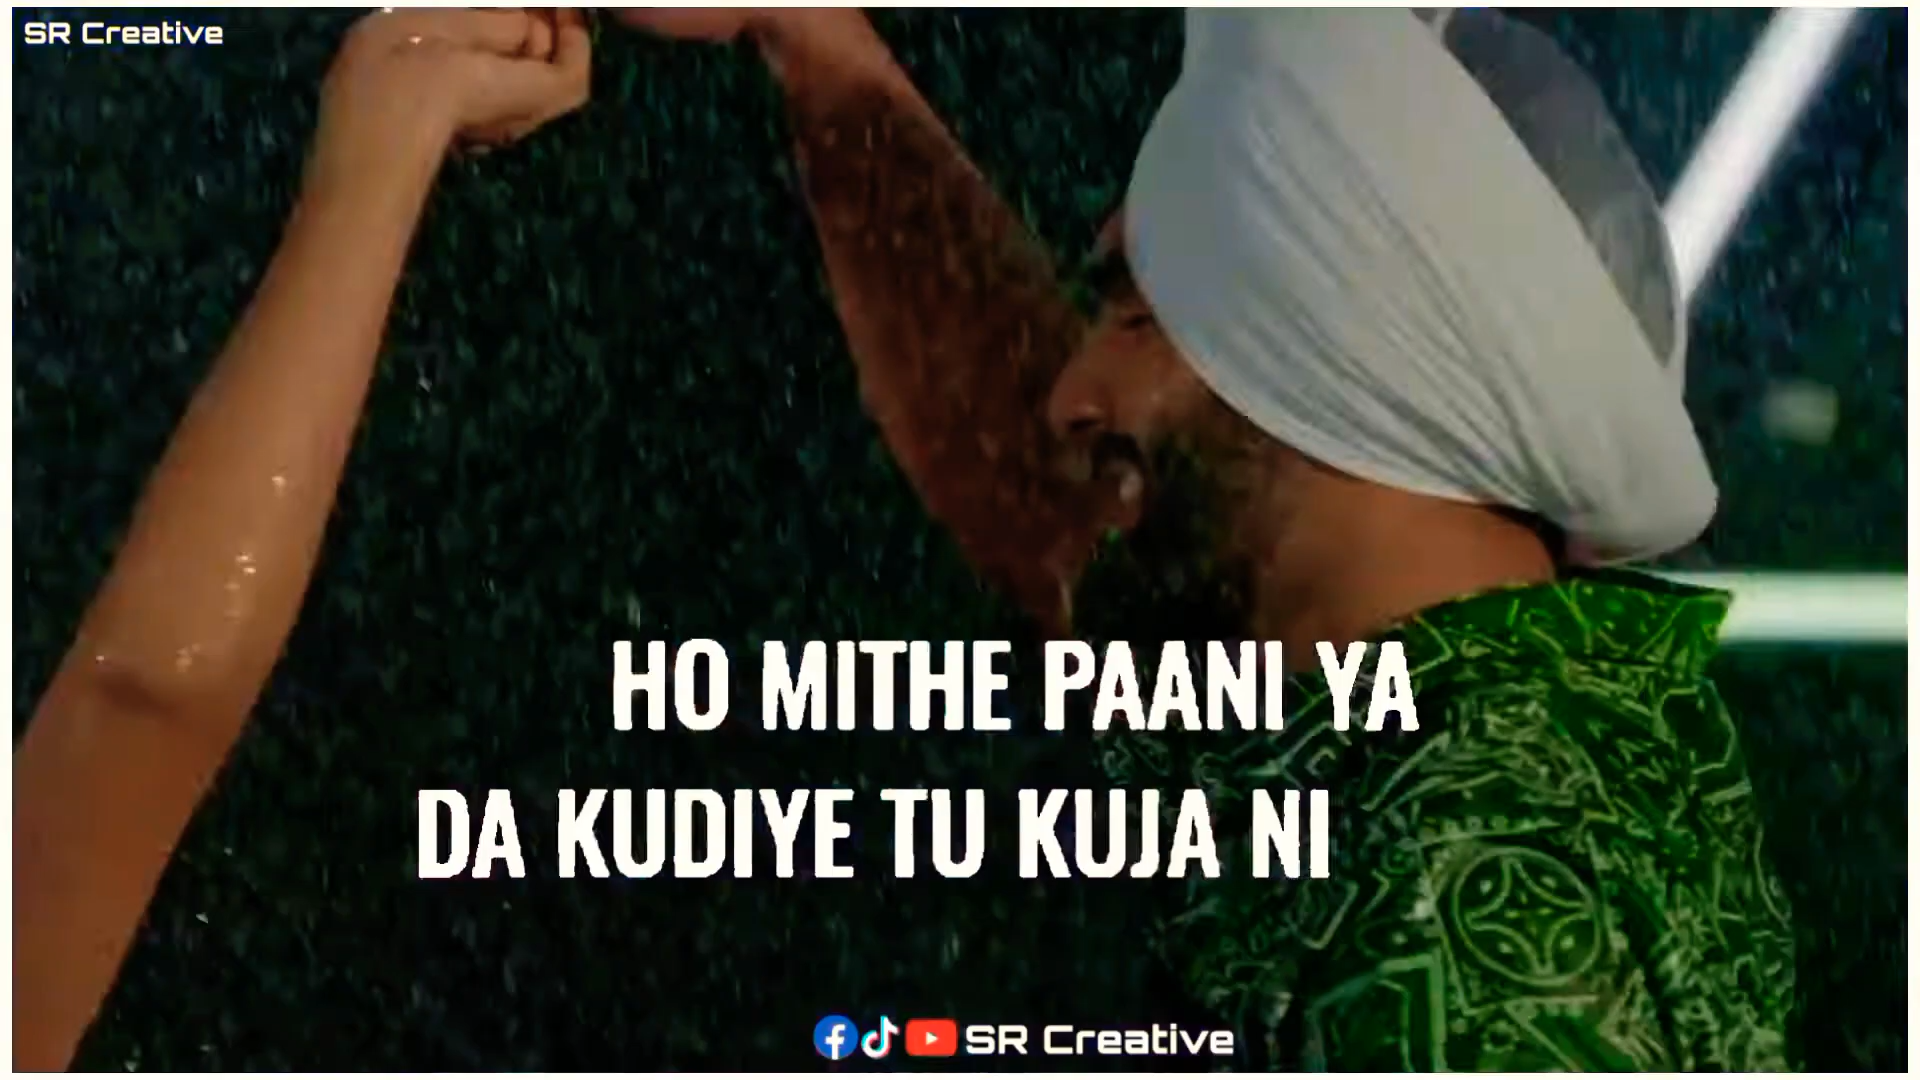 SR Creative
HO MITHE PAANI YA
DA KUDIYE TU KUJA NI
SR Creative